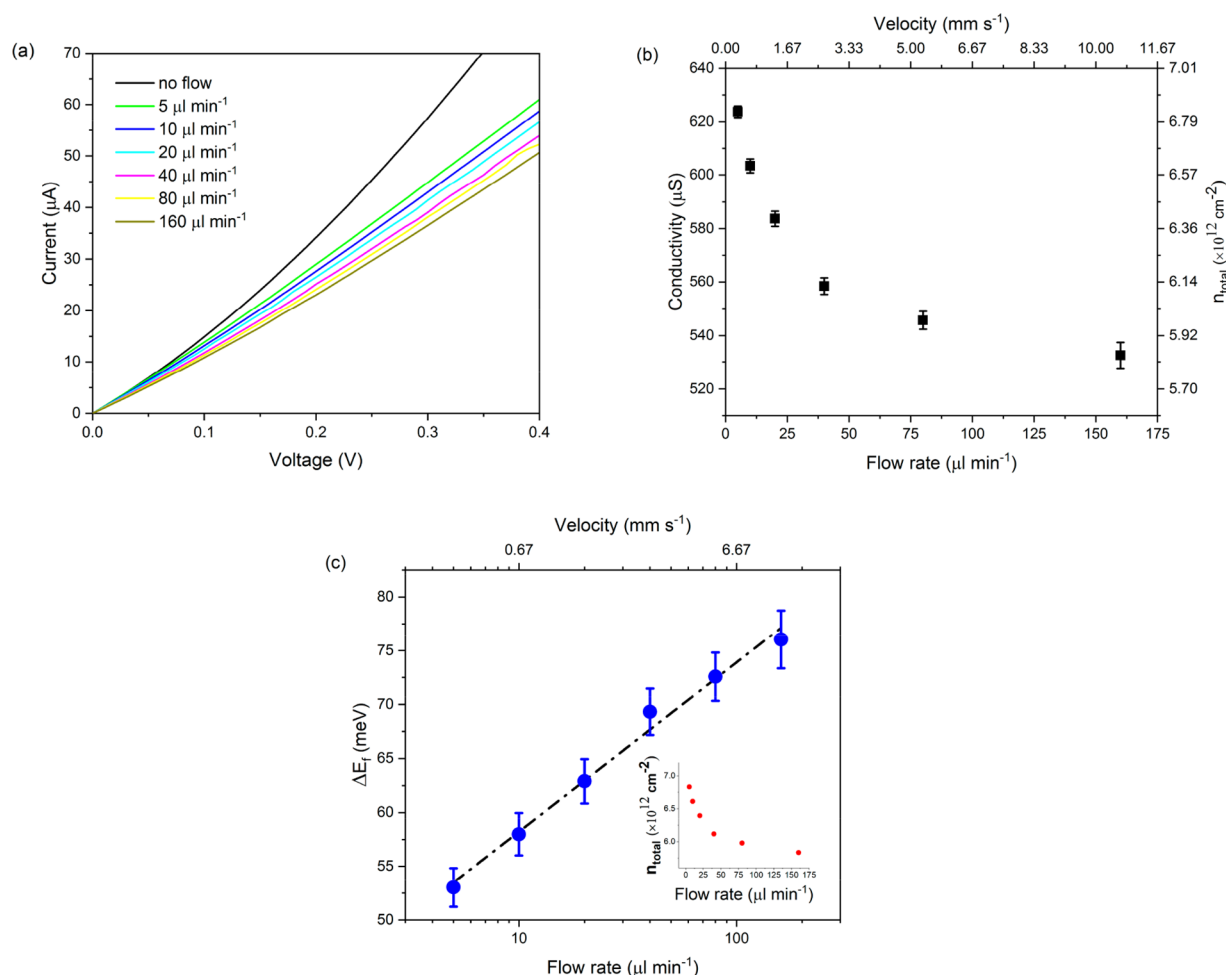 (a)
70
60
50
40
30
20
10
0
Current (μA)
no flow
5 μl min-1
10 μl min-1
20 μl min-1
40 μl min-1
80 μl min-1
160 μl min-1
0.0 0.1 0.2 0.3 0.4
Voltage (V)
Velocity (mm s-1)
0.00 1.67 3.33 5.00 6.67 8.33 10.00 11.67
(b)
640
620
600
580
560
540
520
Conductivity (μS)
7.01
6.79
6.57
6.36
6.14
5.92
5.70
ntotal (×1012 cm-2)
0 25 50 75 100 125 150 175
Flow rate (μl min-1)
Velocity (mm s-1)
0.67 6.67
(c)
80
75
70
65
60
55
50
ΔEf (meV)
10 100
Flow rate (μl min-1)
7.0
6.5
6.0
ntotal (×1012 cm-2)
0 25 50 75 100 125 150 175
Flow rate (μl min-1)